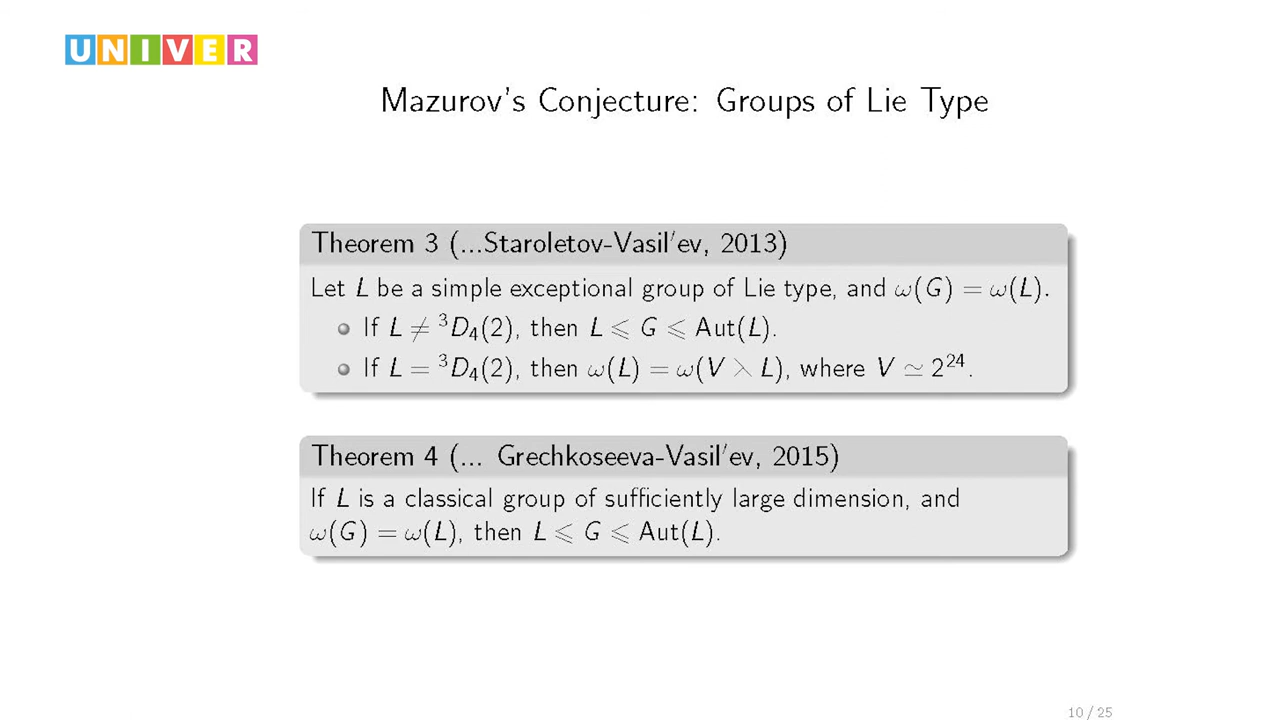 UNIVER
Mazurov's Conjecture: Groups of Lie Type
Theorem 3 (...Staroletov-Vasil′ev, 2013)
Let L be a simple exceptional group of Lie type, and ω(G) = ω(L).
If L ≠ ³D₄(2), then L ⩽ G ⩽ Aut(L).
If L = ³D₄(2), then ω(L) = ω(V ⋋ L), where V ≃ 2²⁴.
Theorem 4 (... Grechkoseeva-Vasil′ev, 2015)
If L is a classical group of sufficiently large dimension, and
ω(G) = ω(L), then L ⩽ G ⩽ Aut(L).
10 / 25